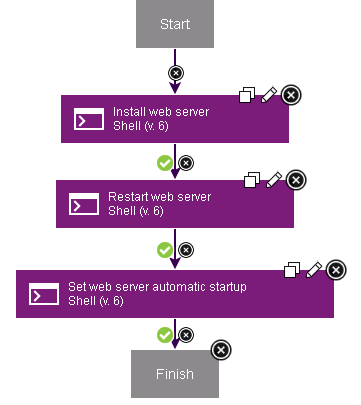 Start
Install web server
Shell (v. 6)
Restart web server
Shell (v. 6)
Set web server automatic startup
Shell (v. 6)
Finish